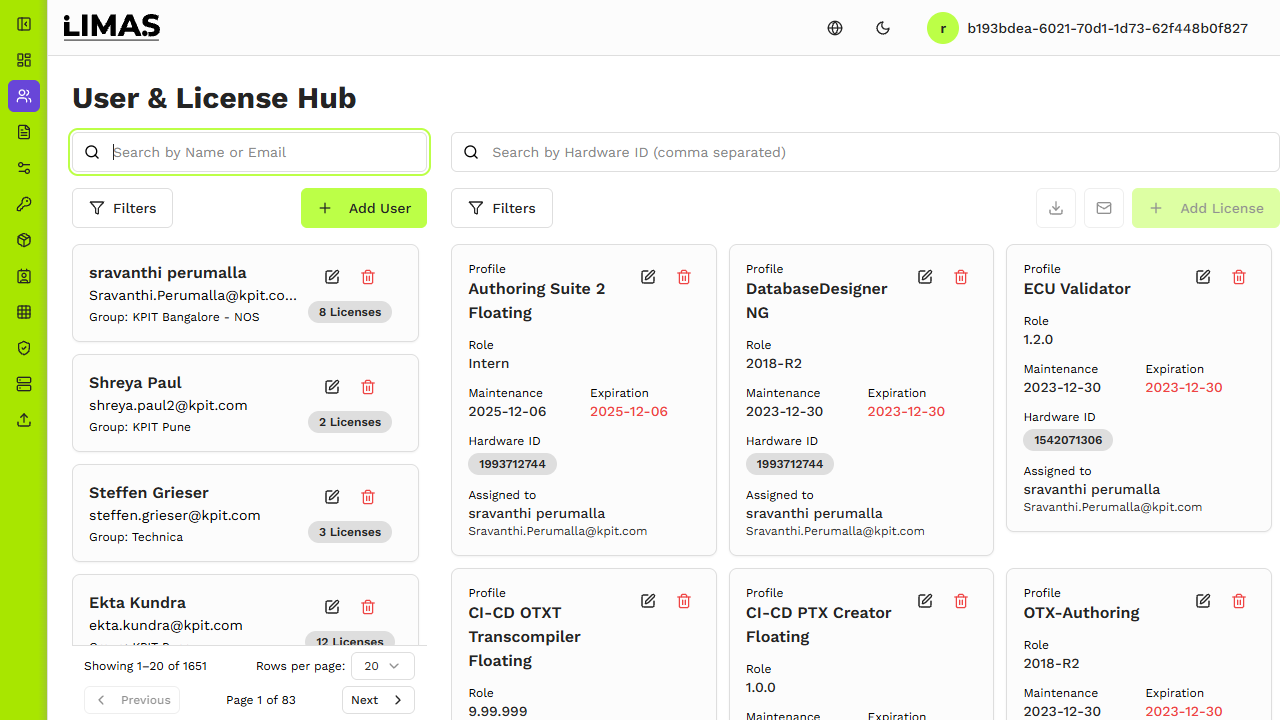 LIMAS
r
b193bdea-6021-70d1-1d73-62f448b0f827
User & License Hub
Search by Name or Email
Search by Hardware ID (comma separated)
Filters
Add User
Filters
Add License
sravanthi perumalla
Sravanthi.Perumalla@kpit.co...
Group: KPIT Bangalore - NOS
8 Licenses
Shreya Paul
shreya.paul2@kpit.com
Group: KPIT Pune
2 Licenses
Steffen Grieser
steffen.grieser@kpit.com
Group: Technica
3 Licenses
Ekta Kundra
ekta.kundra@kpit.com
12 Licenses
Showing 1–20 of 1651
Rows per page:
20
Previous
Page 1 of 83
Next
Profile
Authoring Suite 2
Floating
Role
Intern
Maintenance
Expiration
2025-12-06
2025-12-06
Hardware ID
1993712744
Assigned to
sravanthi perumalla
Sravanthi.Perumalla@kpit.com
Profile
DatabaseDesigner
NG
Role
2018-R2
Maintenance
Expiration
2023-12-30
2023-12-30
Hardware ID
1993712744
Assigned to
sravanthi perumalla
Sravanthi.Perumalla@kpit.com
Profile
ECU Validator
Role
1.2.0
Maintenance
Expiration
2023-12-30
2023-12-30
Hardware ID
1542071306
Assigned to
sravanthi perumalla
Sravanthi.Perumalla@kpit.com
Profile
CI-CD OTXT
Transcompiler
Floating
Role
9.99.999
Profile
CI-CD PTX Creator
Floating
Role
1.0.0
Maintenance
Expiration
Profile
OTX-Authoring
Role
2018-R2
Maintenance
Expiration
2023-12-30
2023-12-30